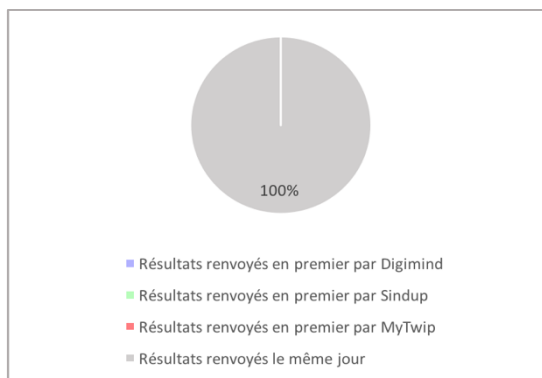 100%
Résultats renvoyés en premier par Digimind
Résultats renvoyés en premier par Sindup
Résultats renvoyés en premier par MyTwip
Résultats renvoyés le même jour